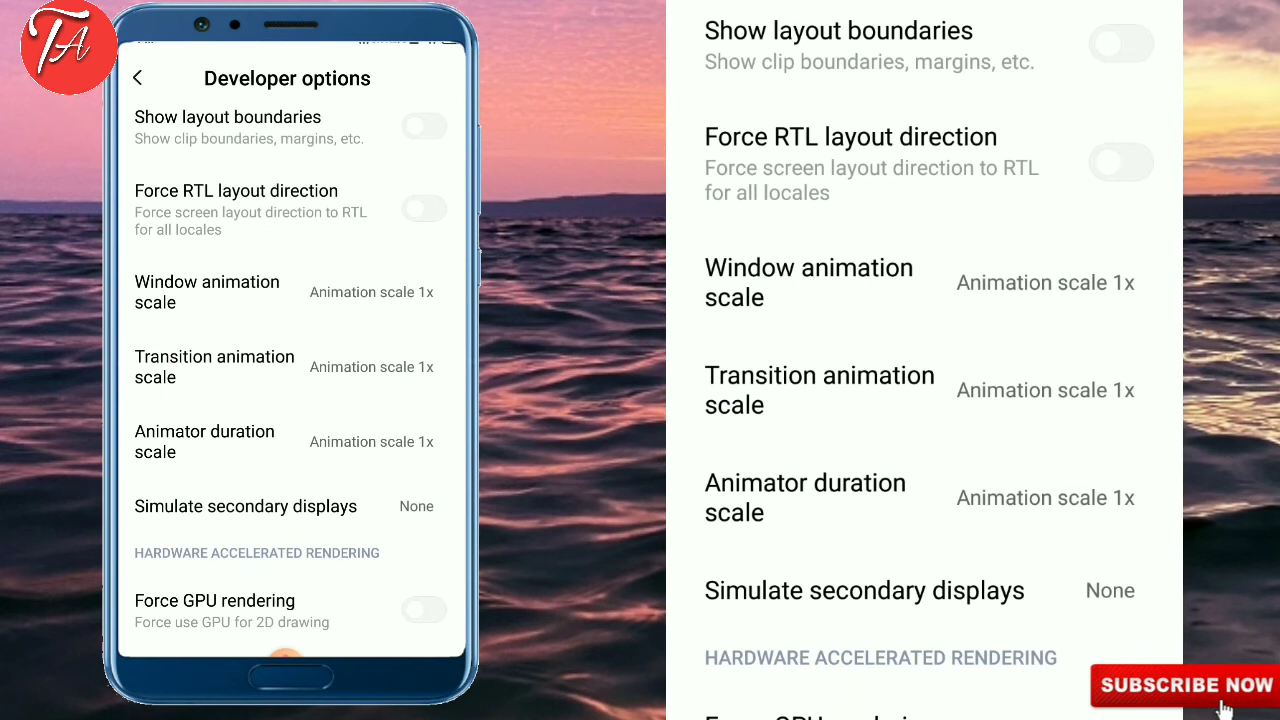 TA
Developer options
Show layout boundaries
Show clip boundaries, margins, etc.
Force RTL layout direction
Force screen layout direction to RTL
for all locales
Window animation
scale
Animation scale 1x
Transition animation
scale
Animation scale 1x
Animator duration
scale
Animation scale 1x
Simulate secondary displays
None
HARDWARE ACCELERATED RENDERING
Force GPU rendering
Force use GPU for 2D drawing
Show layout boundaries
Show clip boundaries, margins, etc.
Force RTL layout direction
Force screen layout direction to RTL
for all locales
Window animation
scale
Animation scale 1x
Transition animation
scale
Animation scale 1x
Animator duration
scale
Animation scale 1x
Simulate secondary displays
None
HARDWARE ACCELERATED RENDERING
SUBSCRIBE NOW